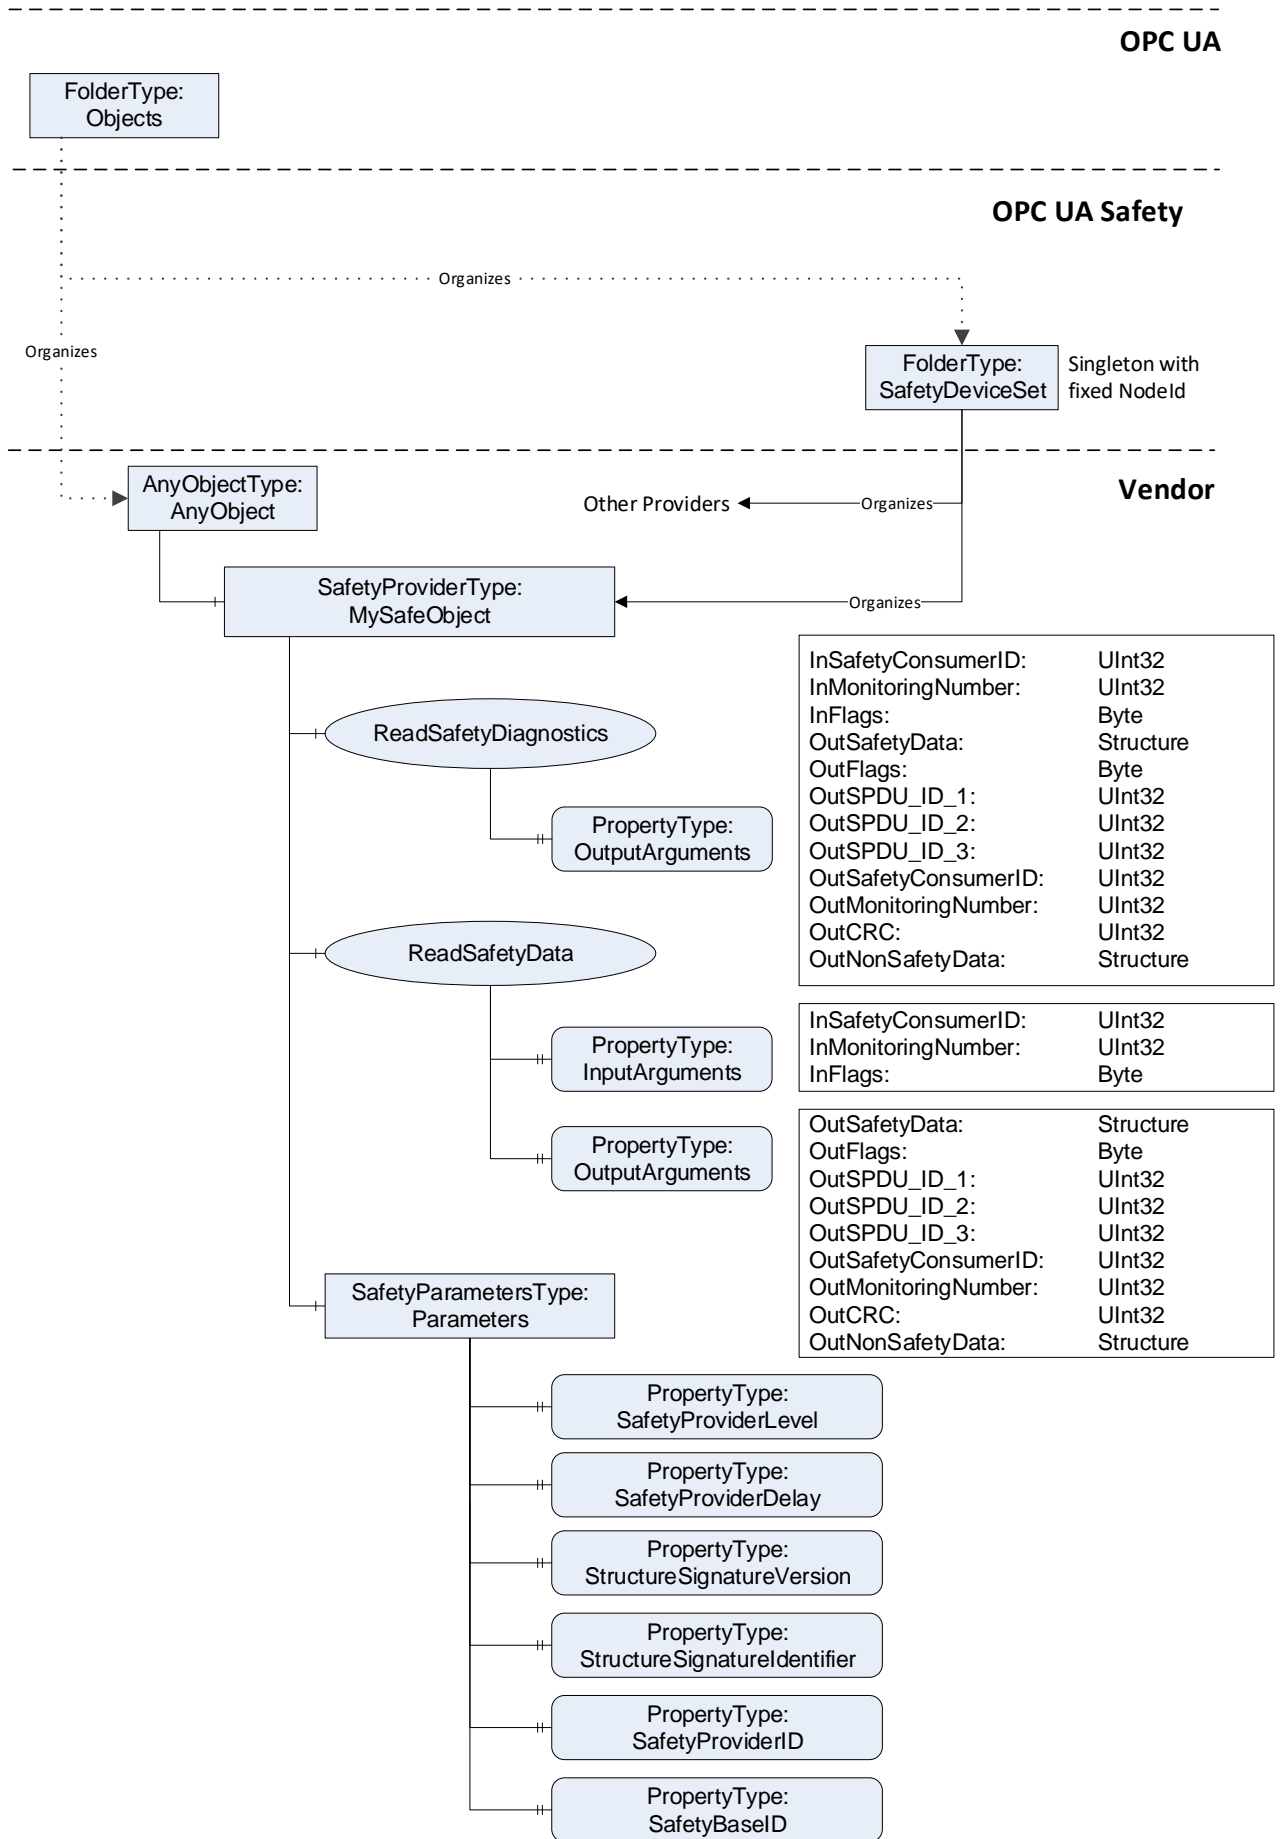 OPC UA
FolderType:
Objects
OPC UA Safety
Organizes
Organizes
FolderType:
SafetyDeviceSet
Singleton with
fixed NodeId
AnyObjectType:
AnyObject
Other Providers
Organizes
Vendor
SafetyProviderType:
MySafeObject
Organizes
ReadSafetyDiagnostics
PropertyType:
OutputArguments
InSafetyConsumerID: UInt32
InMonitoringNumber: UInt32
InFlags: Byte
OutSafetyData: Structure
OutFlags: Byte
OutSPDU_ID_1: UInt32
OutSPDU_ID_2: UInt32
OutSPDU_ID_3: UInt32
OutSafetyConsumerID: UInt32
OutMonitoringNumber: UInt32
OutCRC: UInt32
OutNonSafetyData: Structure
ReadSafetyData
PropertyType:
InputArguments
InSafetyConsumerID: UInt32
InMonitoringNumber: UInt32
InFlags: Byte
PropertyType:
OutputArguments
OutSafetyData: Structure
OutFlags: Byte
OutSPDU_ID_1: UInt32
OutSPDU_ID_2: UInt32
OutSPDU_ID_3: UInt32
OutSafetyConsumerID: UInt32
OutMonitoringNumber: UInt32
OutCRC: UInt32
OutNonSafetyData: Structure
SafetyParametersType:
Parameters
PropertyType:
SafetyProviderLevel
PropertyType:
SafetyProviderDelay
PropertyType:
StructureSignatureVersion
PropertyType:
StructureSignatureIdentifier
PropertyType:
SafetyProviderID
PropertyType:
SafetyBaseID